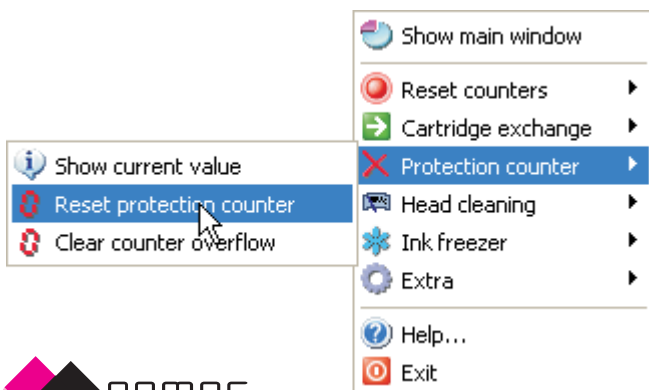 Show main window
Reset counters
Cartridge exchange
Protection counter
Head cleaning
Ink freezer
Extra
Help...
Exit
Show current value
Reset protection counter
Clear counter overflow